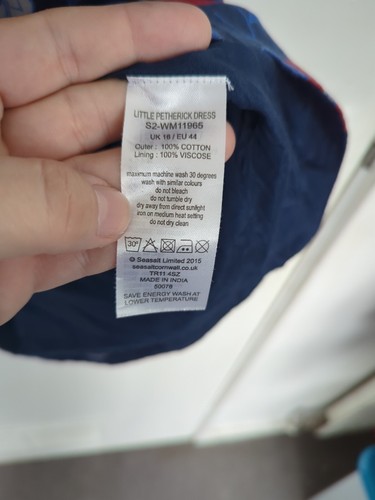 LITTLE PETHERICK DRESS
S2-WM11965
UK 16 / EU 44
Outer : 100% COTTON
Lining : 100% VISCOSE
maximum machine wash 30 degrees
wash with similar colours
do not bleach
do not tumble dry
dry away from direct sunlight
iron on medium heat setting
do not dry clean
30°
© Seasalt Limited 2015
seasaltcornwall.co.uk
TR11 4SZ
MADE IN INDIA
50078
SAVE ENERGY WASH AT
LOWER TEMPERATURE